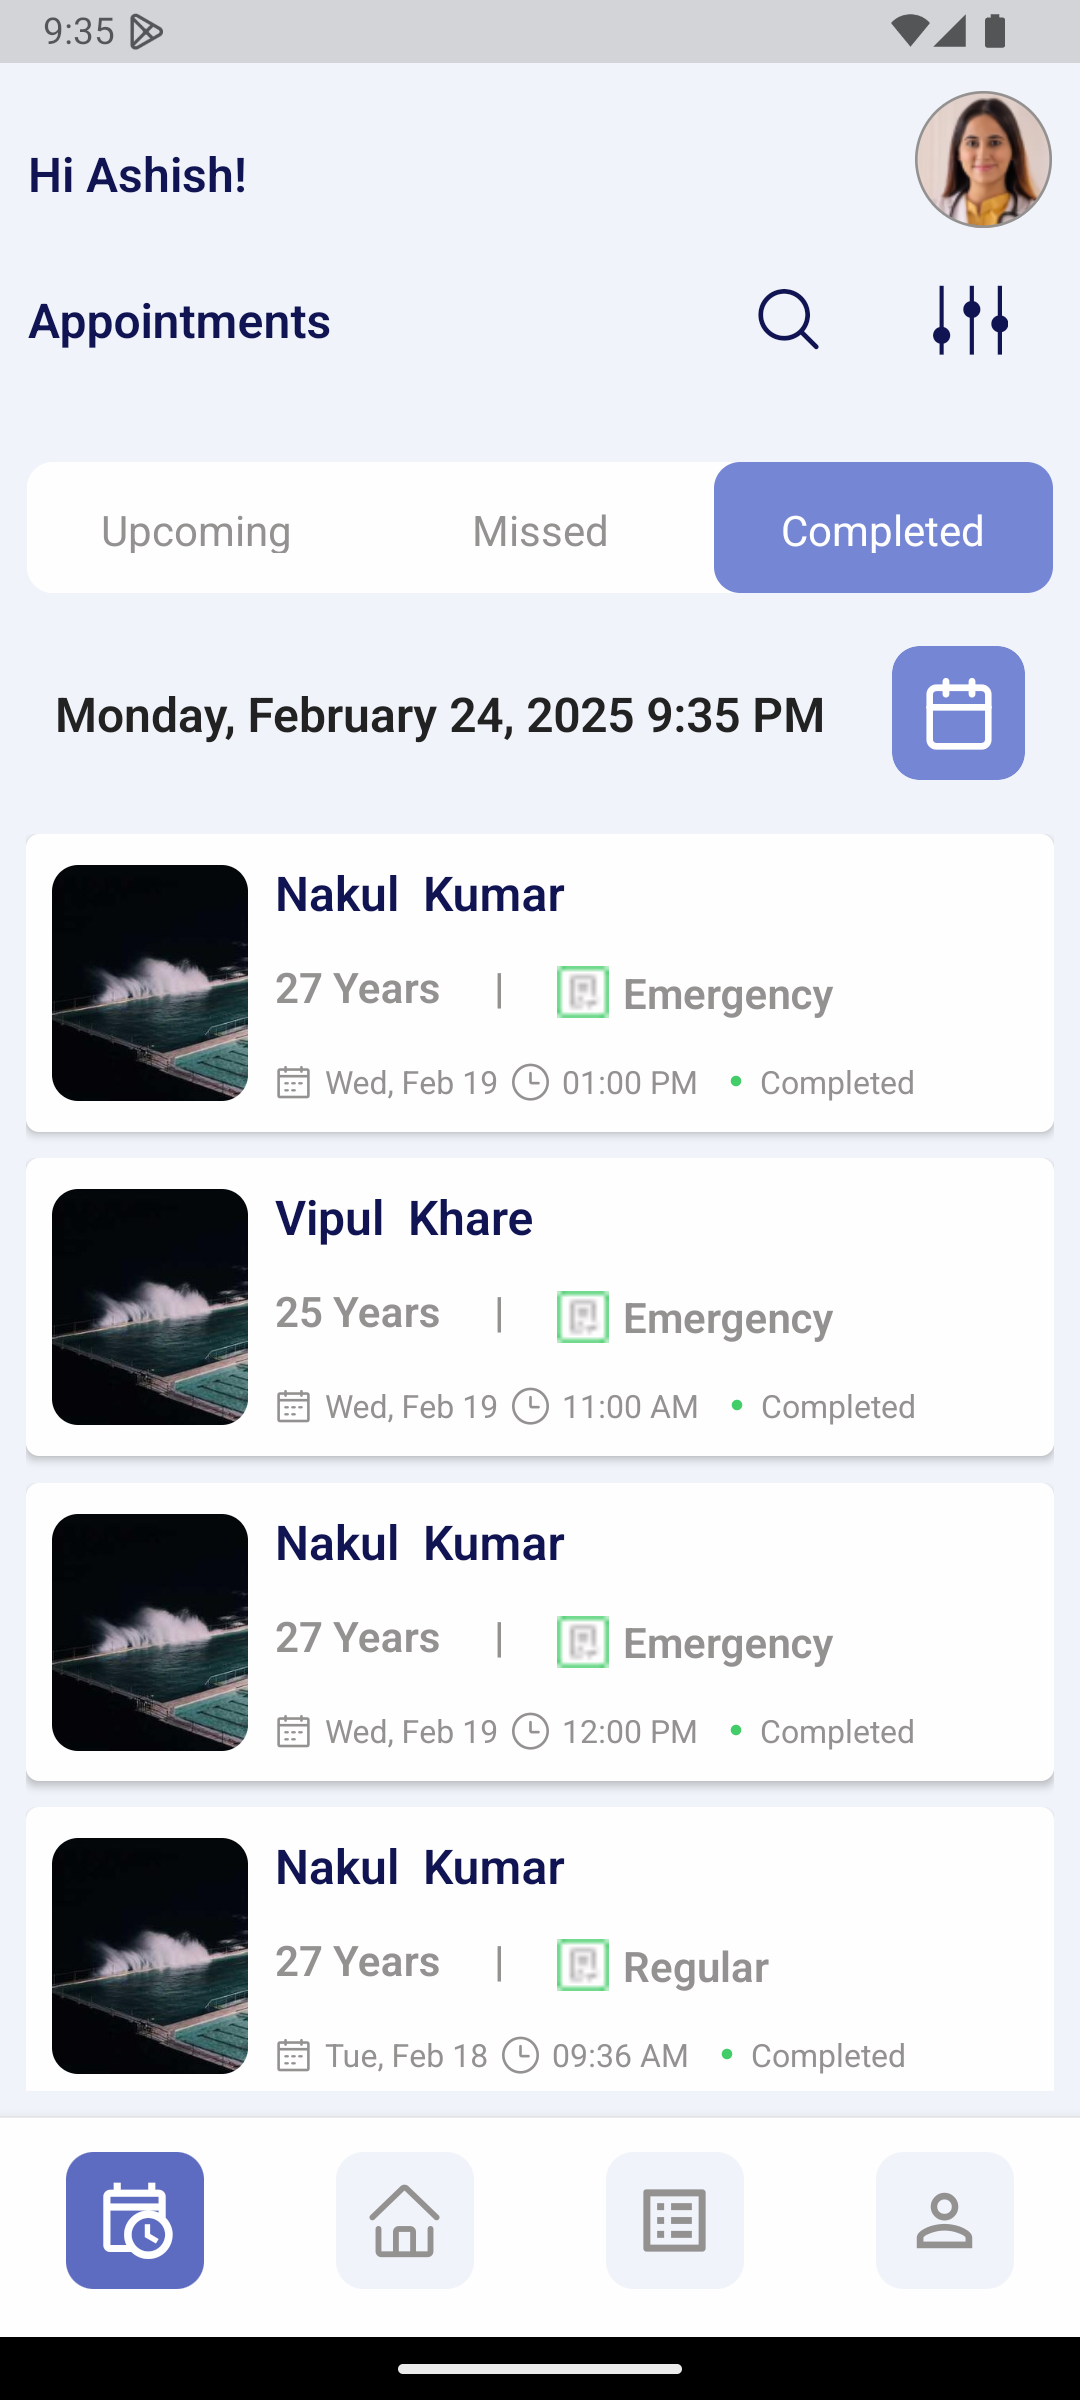 9:35
Hi Ashish!
Appointments
Upcoming Missed Completed
Monday, February 24, 2025 9:35 PM
Nakul Kumar
27 Years | Emergency
Wed, Feb 19 01:00 PM • Completed
Vipul Khare
25 Years | Emergency
Wed, Feb 19 11:00 AM • Completed
Nakul Kumar
27 Years | Emergency
Wed, Feb 19 12:00 PM • Completed
Nakul Kumar
27 Years | Regular
Tue, Feb 18 09:36 AM • Completed